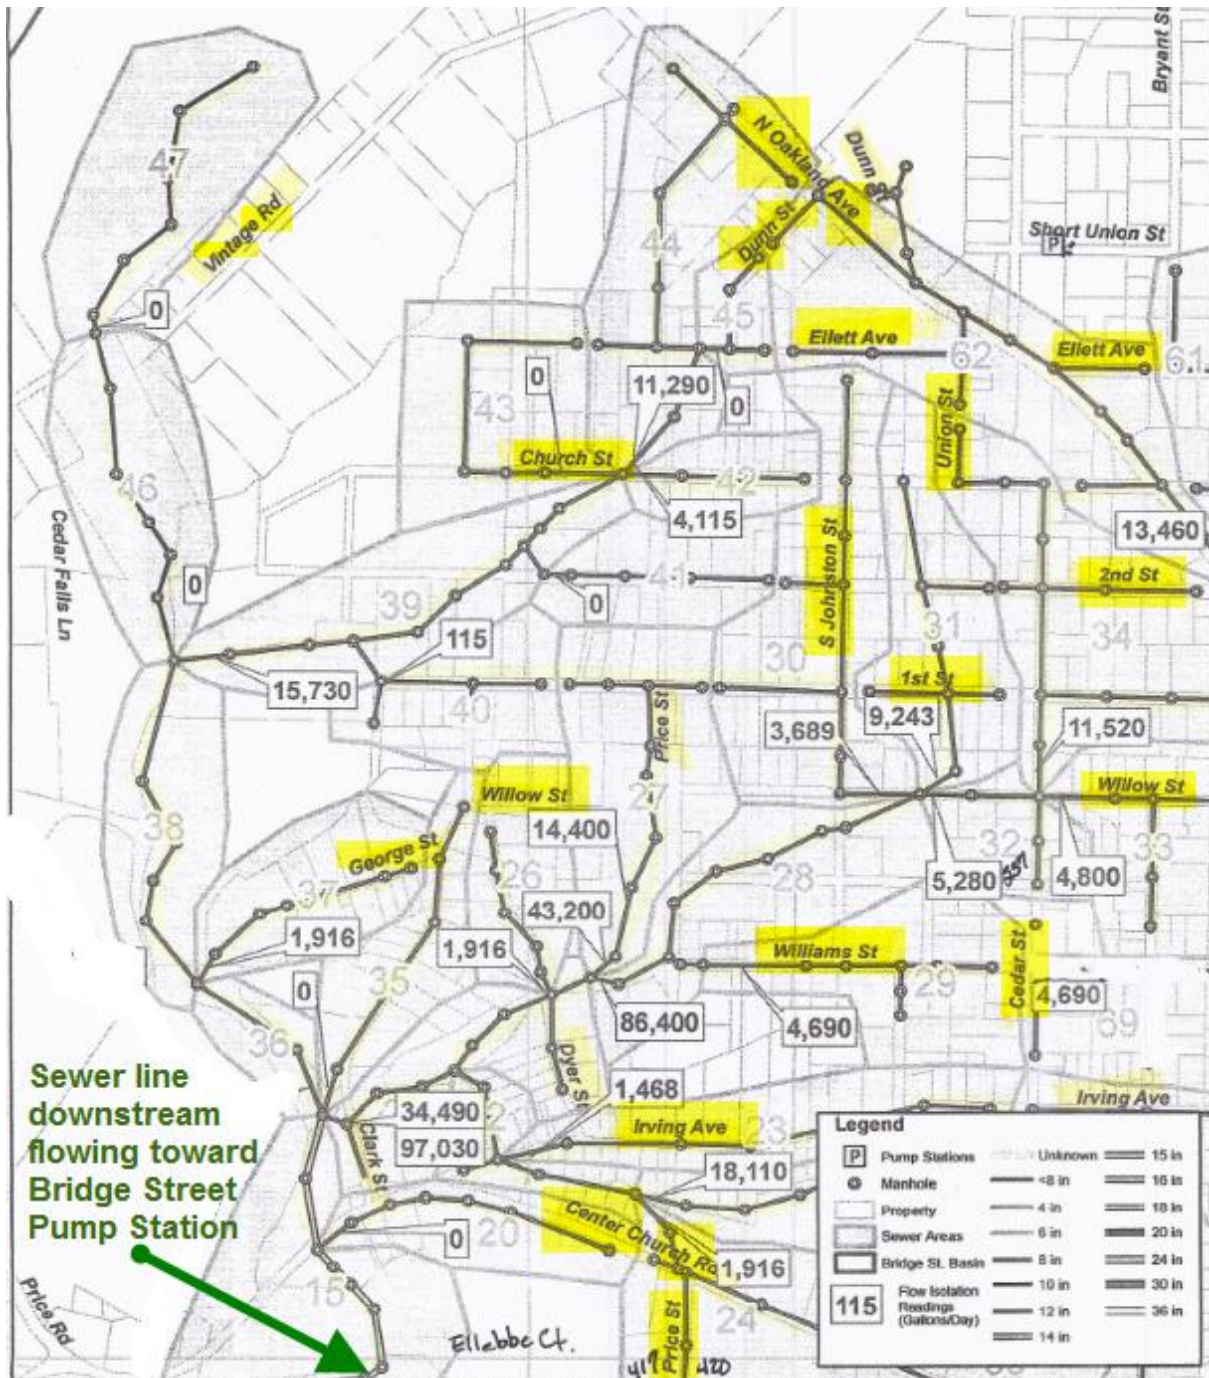 Bryant St
47
N Oakland Ave
Dunn St
Vintage Rd
Dunn St
Short Union St
P
44
0
45
Ellett Ave
62
Ellett Ave
61
0
11,290
43
0
Union St
Church St
42
46
4,115
13,460
Cedar Falls Ln
S Johnston St
0
41
2nd St
39
0
31
34
115
30
1st St
15,730
40
Price St
3,689
9,243
11,520
Willow St
Willow St
38
14,400
27
George St
32
33
26
28
37
5,280
337
4,800
43,200
1,916
1,916
Williams St
Cedar St
35
29
0
4,690
86,400
4,690
69
36
Dyer St
Sewer line
downstream
flowing toward
Bridge Street
Pump Station
1,468
Irving Ave
34,490
97,030
2
Irving Ave
23
Clark St
18,110
Center Church Rd
0
20
1,916
15
24
Price Rd
Price St
Ellebbe Ct.
419
420
Legend
P Pump Stations
Manhole
Property
Sewer Areas
Bridge St. Basin
115 Flow Isolation
Readings
(Gallons/Day)
Unknown
<8 in
4 in
6 in
8 in
10 in
12 in
14 in
15 in
16 in
18 in
20 in
24 in
30 in
36 in